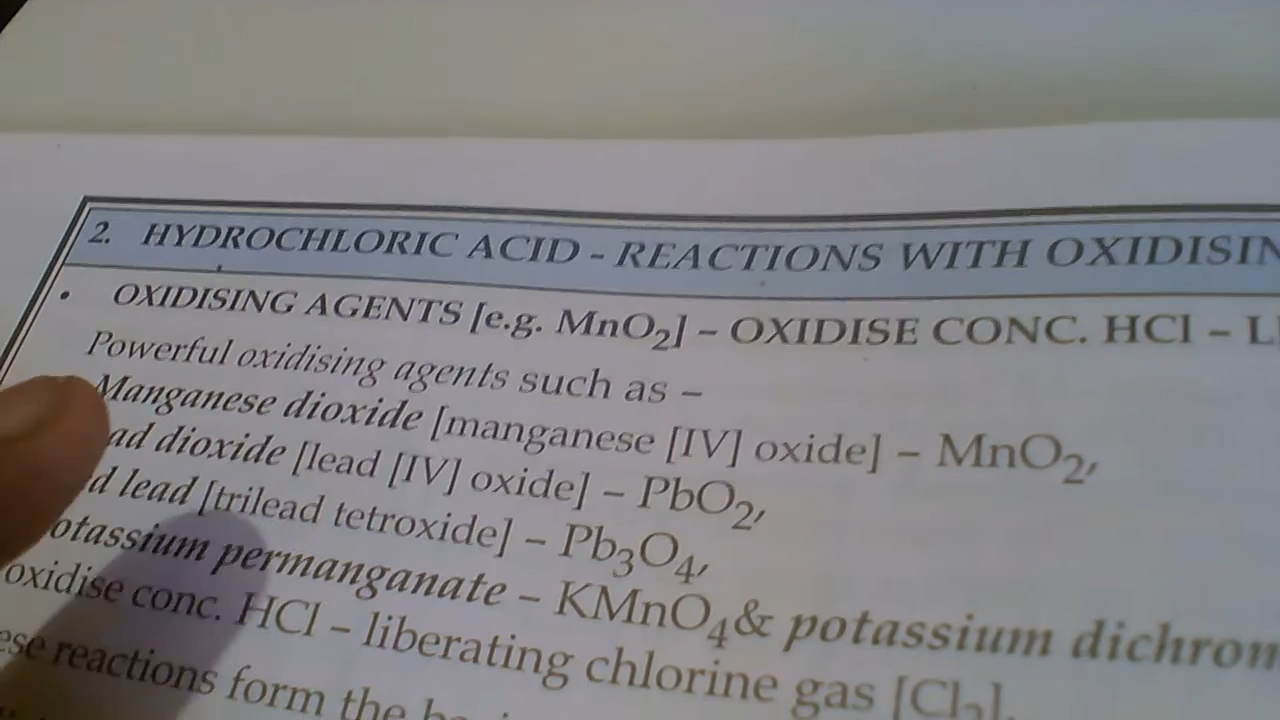 2. HYDROCHLORIC ACID - REACTIONS WITH OXIDISIN
• OXIDISING AGENTS [e.g. MnO₂] – OXIDISE CONC. HCl – L
Powerful oxidising agents such as –
Manganese dioxide [manganese [IV] oxide] – MnO₂,
ad dioxide [lead [IV] oxide] – PbO₂,
d lead [trilead tetroxide] – Pb₃O₄,
otassium permanganate – KMnO₄ & potassium dichrom
oxidise conc. HCl – liberating chlorine gas [Cl₂].
ese reactions form the